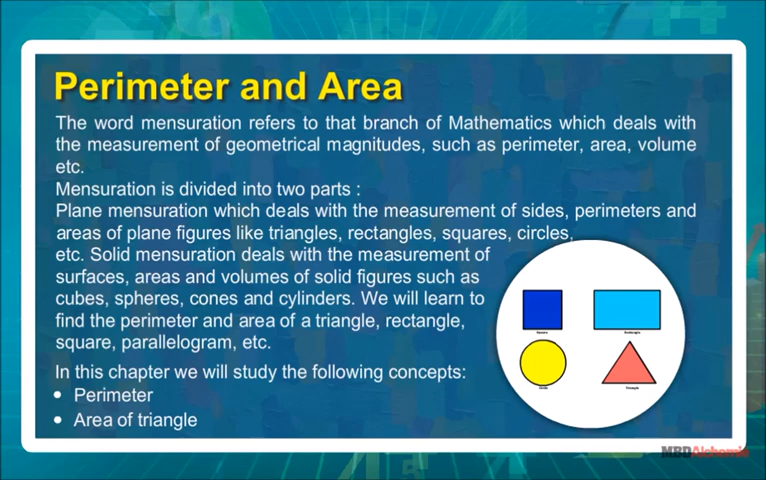 Perimeter and Area
The word mensuration refers to that branch of Mathematics which deals with
the measurement of geometrical magnitudes, such as perimeter, area, volume
etc.
Mensuration is divided into two parts :
Plane mensuration which deals with the measurement of sides, perimeters and
areas of plane figures like triangles, rectangles, squares, circles,
etc. Solid mensuration deals with the measurement of
surfaces, areas and volumes of solid figures such as
cubes, spheres, cones and cylinders. We will learn to
find the perimeter and area of a triangle, rectangle,
square, parallelogram, etc.
In this chapter we will study the following concepts:
• Perimeter
• Area of triangle
MBDAlchemie